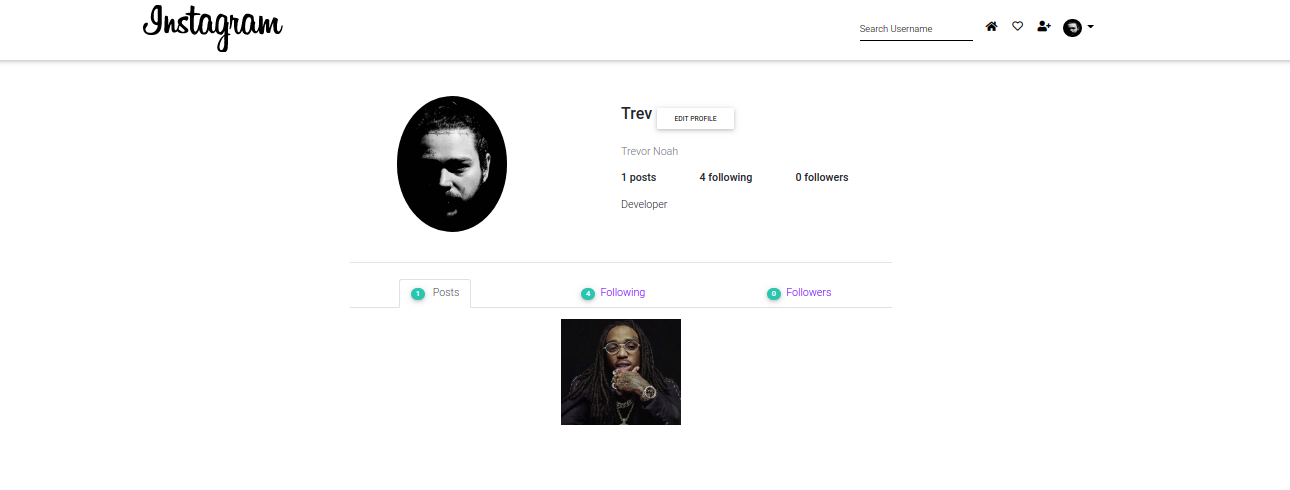 Instagram
Search Username
Trev EDIT PROFILE
Trevor Noah
1 posts 4 following 0 followers
Developer
1 Posts 4 Following 0 Followers